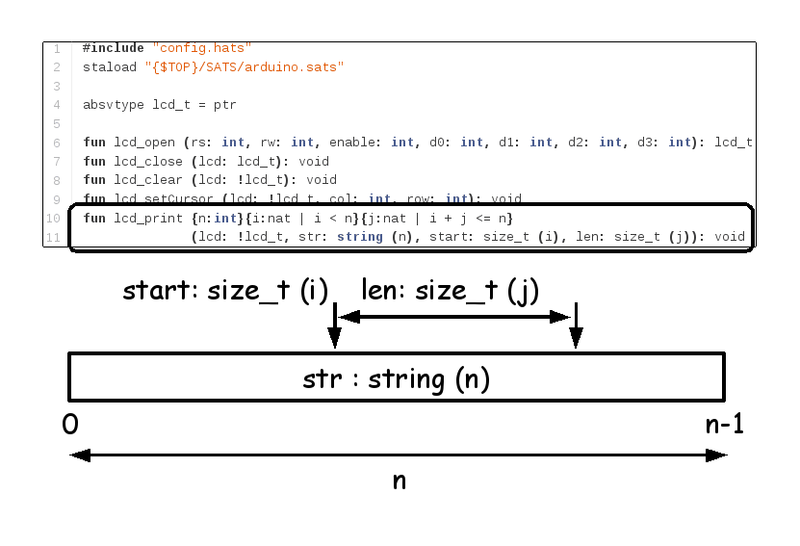 1 #include "config.hats"
2 staload "{$TOP}/SATS/arduino.sats"
3
4 absvtype lcd_t = ptr
5
6 fun lcd_open (rs: int, rw: int, enable: int, d0: int, d1: int, d2: int, d3: int): lcd_t
7 fun lcd_close (lcd: lcd_t): void
8 fun lcd_clear (lcd: !lcd_t): void
9 fun lcd_setCursor (lcd: !lcd_t, col: int, row: int): void
10 fun lcd_print {n:int}{i:nat | i < n}{j:nat | i + j <= n}
11 (lcd: !lcd_t, str: string (n), start: size_t (i), len: size_t (j)): void
start: size_t (i) len: size_t (j)
str : string (n)
0 n-1
n